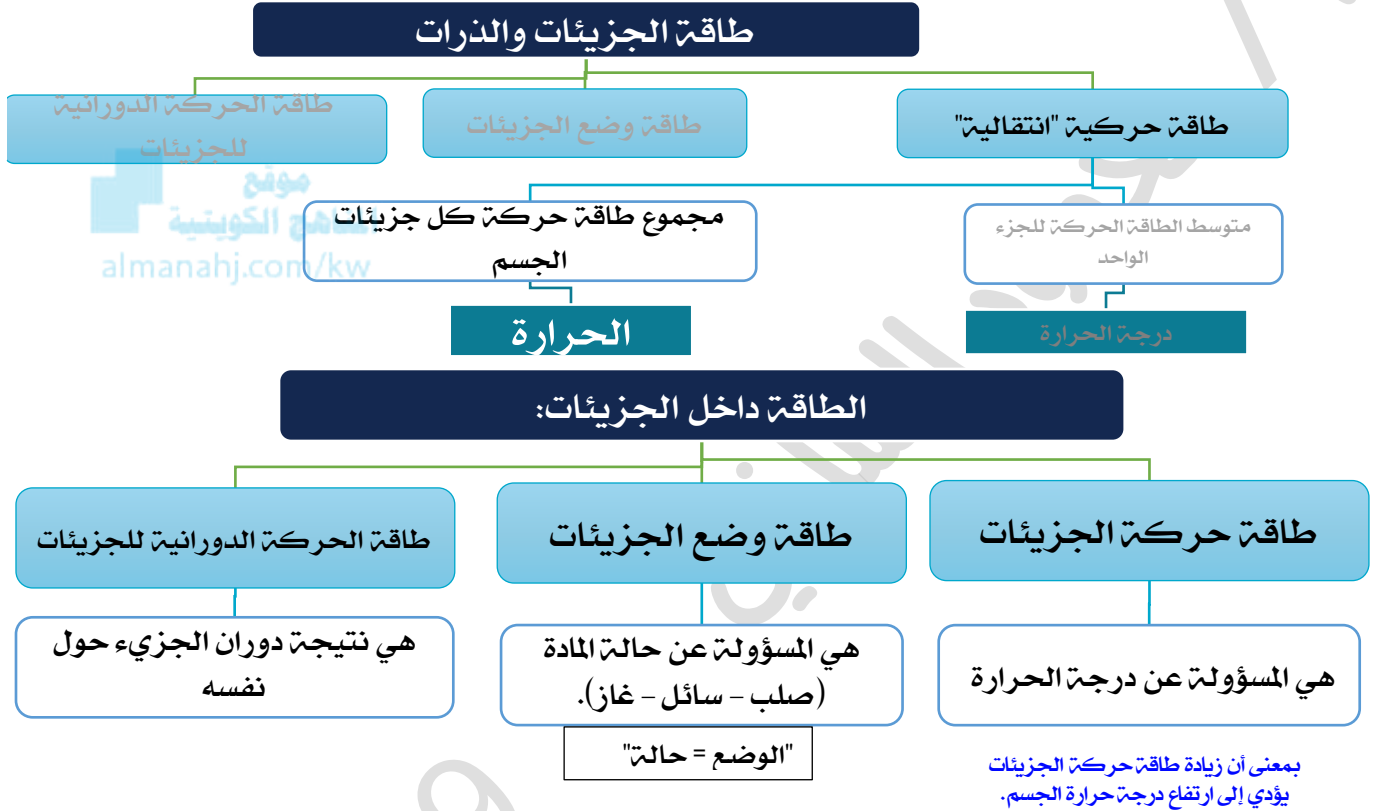 طاقة الجزيئات والذرات
طاقة حركية "انتقالية"
طاقة وضع الجزيئات
طاقة الحركة الدورانية
للجزيئات
متوسط الطاقة الحركة للجزء
الواحد
مجموع طاقة حركة كل جزيئات
الجسم
درجة الحرارة
الحرارة
موقع
المناهج الكويتية
almanahj.com/kw
الطاقة داخل الجزيئات:
طاقة حركة الجزيئات
طاقة وضع الجزيئات
طاقة الحركة الدورانية للجزيئات
هي المسؤولة عن درجة الحرارة
هي المسؤولة عن حالة المادة
(صلب – سائل – غاز).
هي نتيجة دوران الجزيء حول
نفسه
"الوضع = حالة"
بمعنى أن زيادة طاقة حركة الجزيئات
يؤدي إلى ارتفاع درجة حرارة الجسم.